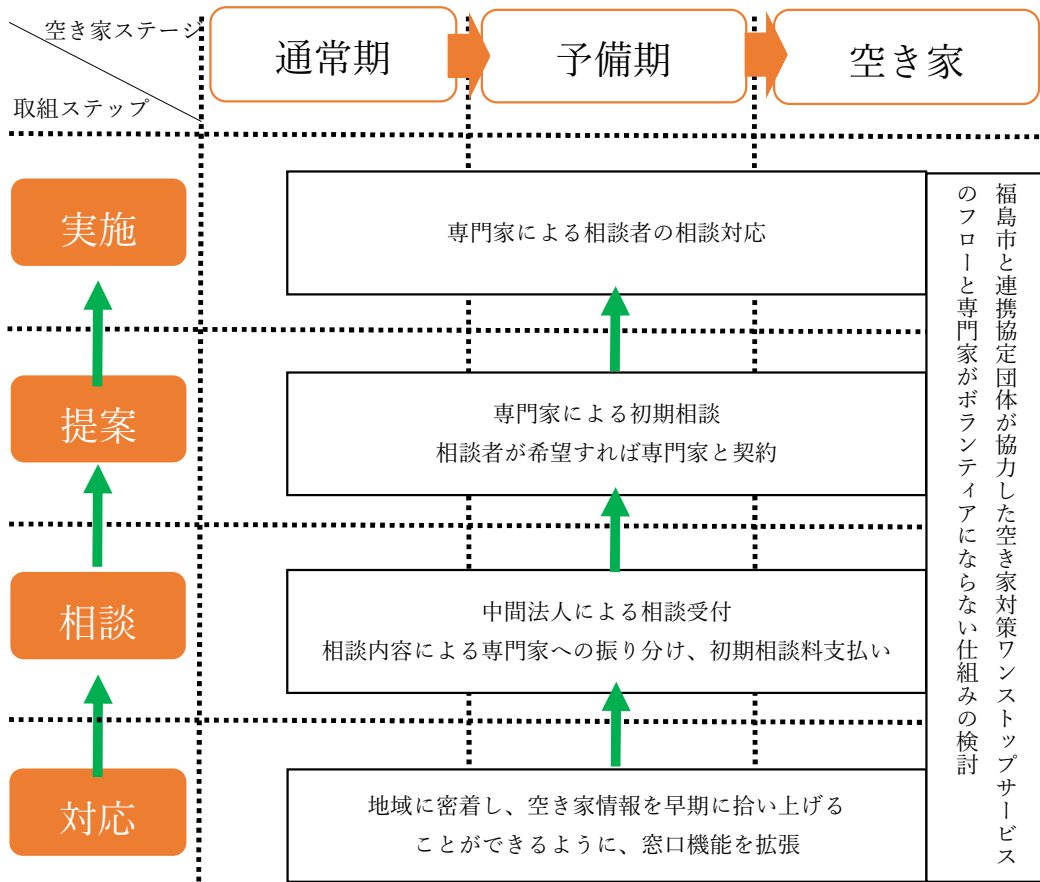 空き家ステージ
取組ステップ
通常期
予備期
空き家
実施
専門家による相談者の相談対応
提案
専門家による初期相談
相談者が希望すれば専門家と契約
相談
中間法人による相談受付
相談内容による専門家への振り分け、初期相談料支払い
対応
地域に密着し、空き家情報を早期に拾い上げる
ことができるように、窓口機能を拡張
福島市と連携協定団体が協力した空き家対策ワンストップサービス
のフローと専門家がボランティアにならない仕組みの検討